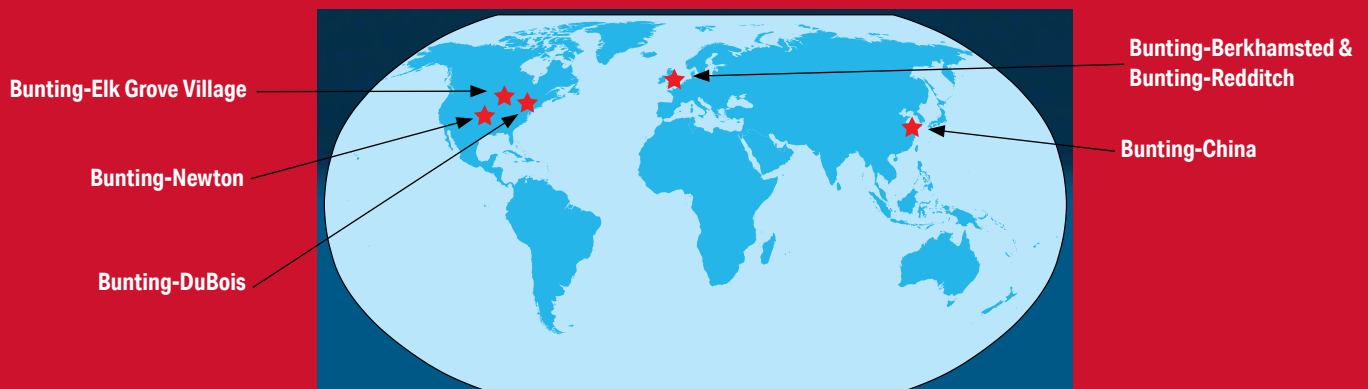 Bunting-Elk Grove Village
Bunting-Newton
Bunting-DuBois
Bunting-Berkhamsted &
Bunting-Redditch
Bunting-China